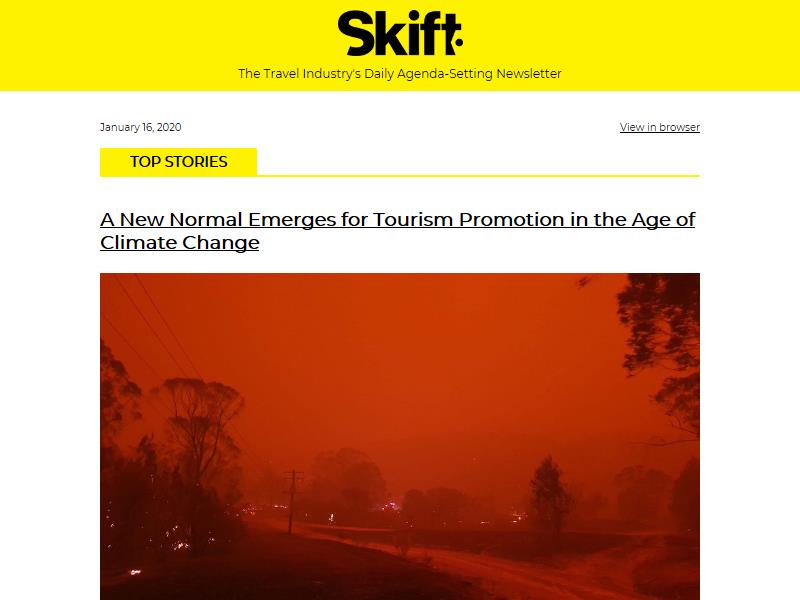 Skift
The Travel Industry's Daily Agenda-Setting Newsletter
January 16, 2020
View in browser
TOP STORIES
A New Normal Emerges for Tourism Promotion in the Age of
Climate Change